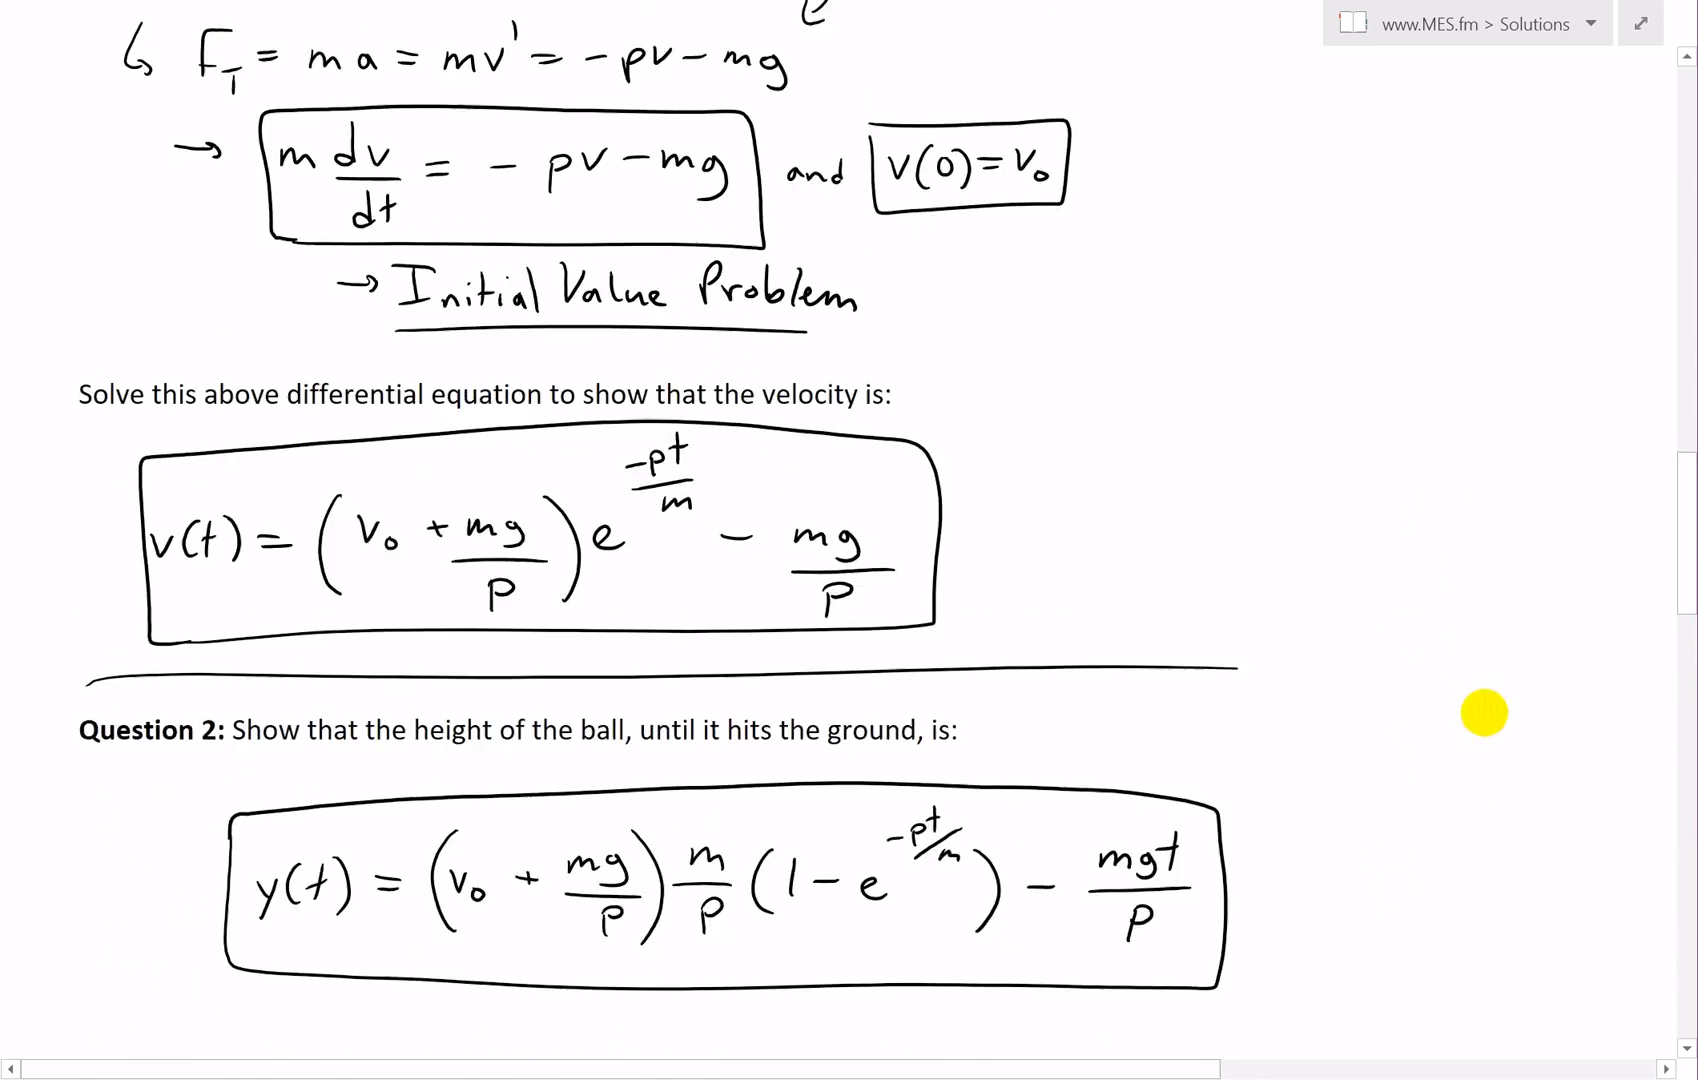 www.MES.fm > Solutions
↳ F_T = ma = mv' = -pv - mg
→ m dv/dt = - pv - mg and v(0) = v₀
→ Initial Value Problem
Solve this above differential equation to show that the velocity is:
v(t) = (v₀ + mg/p) e^(-pt/m) - mg/p
Question 2: Show that the height of the ball, until it hits the ground, is:
y(t) = (v₀ + mg/p) m/p (1 - e^(-pt/m)) - mgt/p